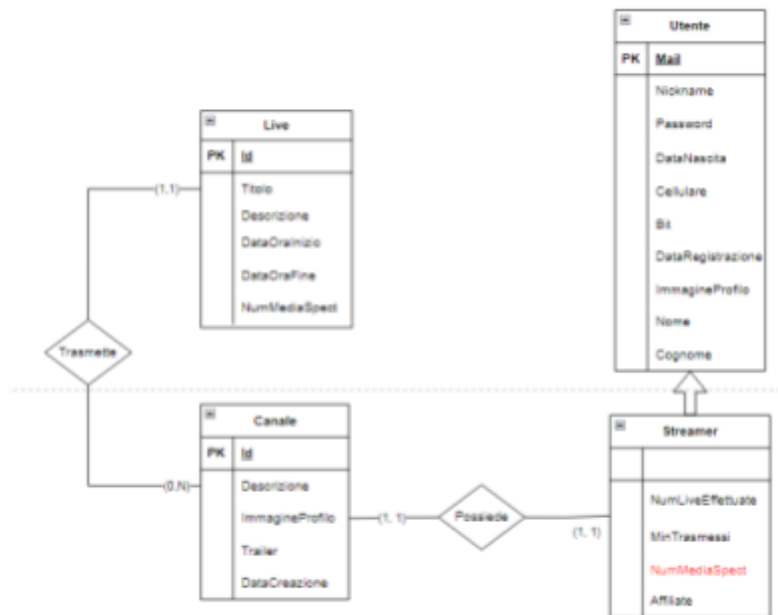 Utente
PK Mail
Nickname
Password
DataNascita
Cellulare
Bit
DataRegistrazione
ImmagineProfilo
Nome
Cognome
Live
PK Id
Titolo
Descrizione
DataOraInizio
DataOraFine
NumMediaSpect
(1,1)
Trasmette
(0,N)
Canale
PK Id
Descrizione
ImmagineProfilo
Trailer
DataCreazione
(1, 1)
Possiede
(1, 1)
Streamer
NumLiveEffettuate
MinTrasmessi
NumMediaSpect
Affiliate